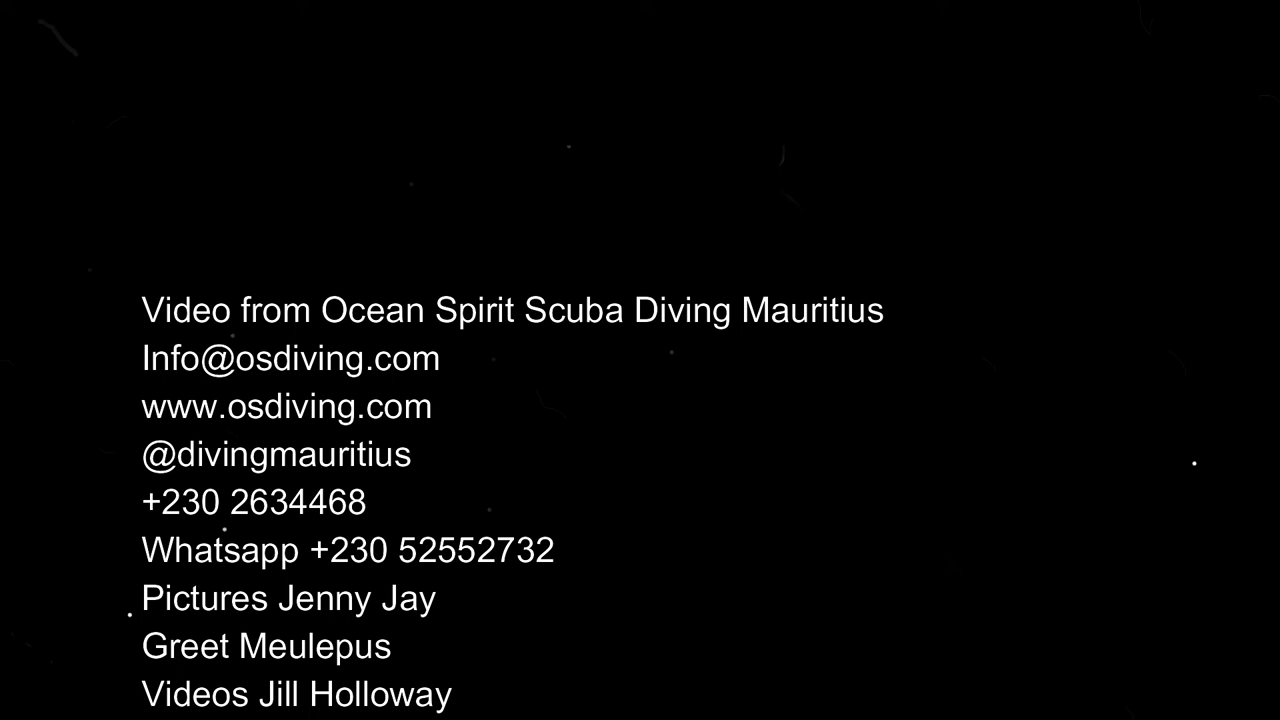 Video from Ocean Spirit Scuba Diving Mauritius
Info@osdiving.com
www.osdiving.com
@divingmauritius
+230 2634468
Whatsapp +230 52552732
Pictures Jenny Jay
Greet Meulepus
Videos Jill Holloway